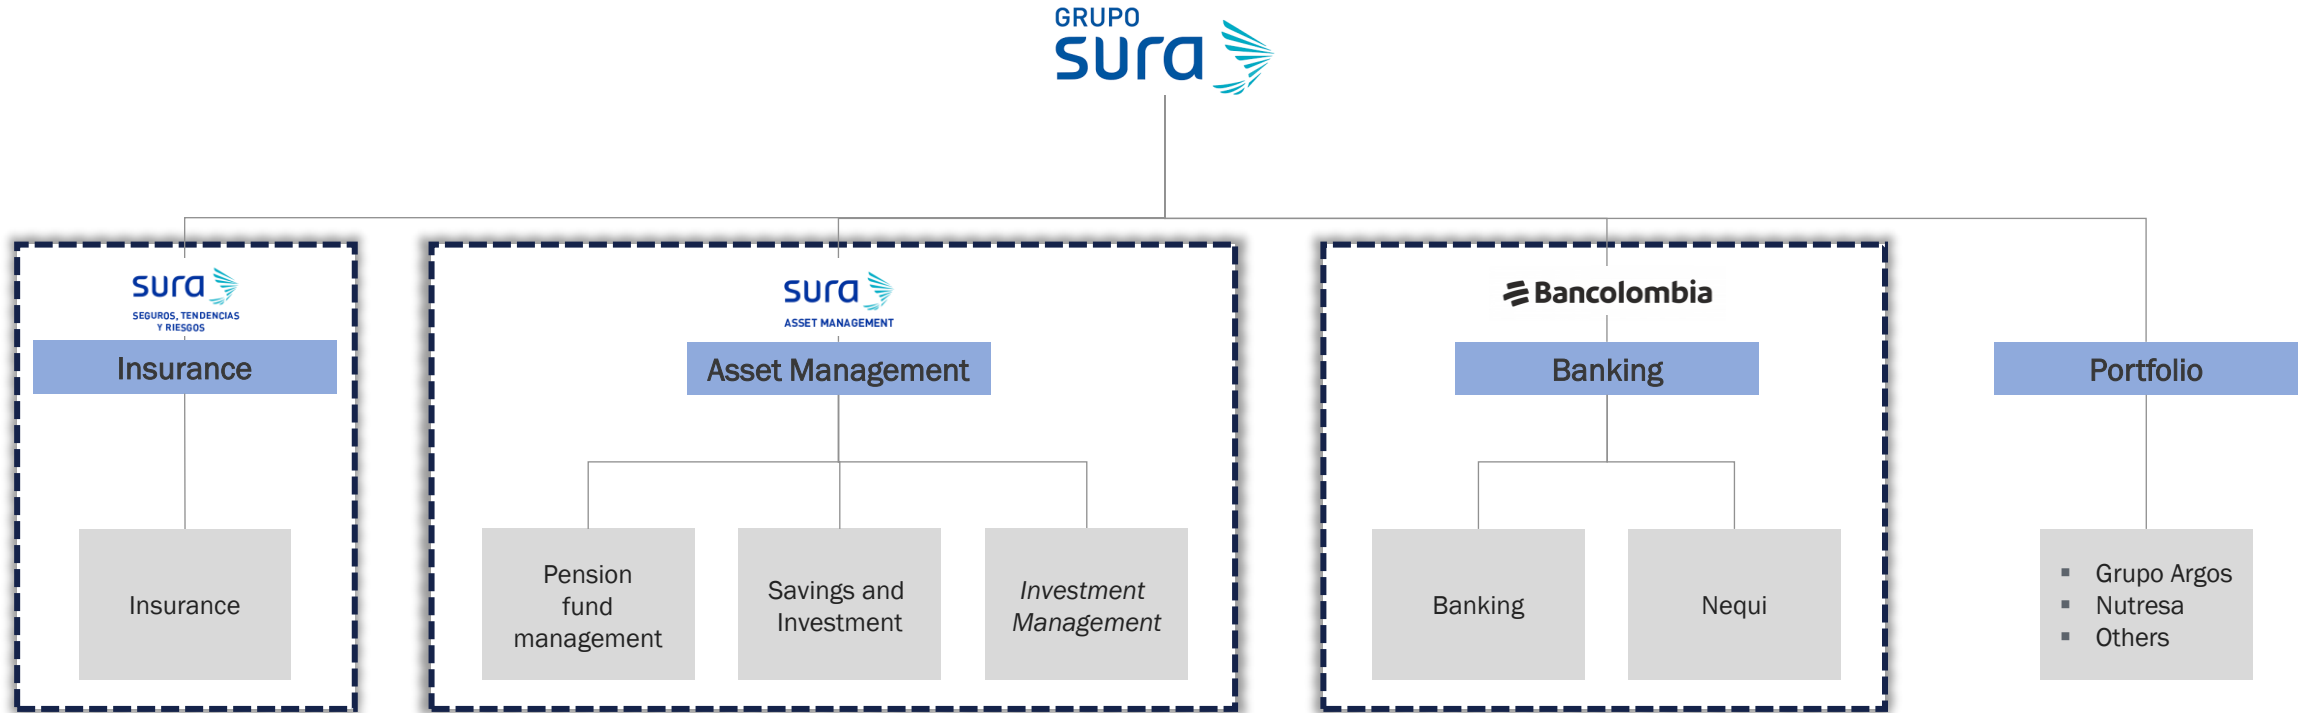 GRUPO
sura
sura
SEGUROS, TENDENCIAS
Y RIESGOS
Insurance
Insurance
sura
ASSET MANAGEMENT
Asset Management
Pension
fund
management
Savings and
Investment
Investment
Management
Bancolombia
Banking
Banking
Nequi
Portfolio
▪ Grupo Argos
▪ Nutresa
▪ Others